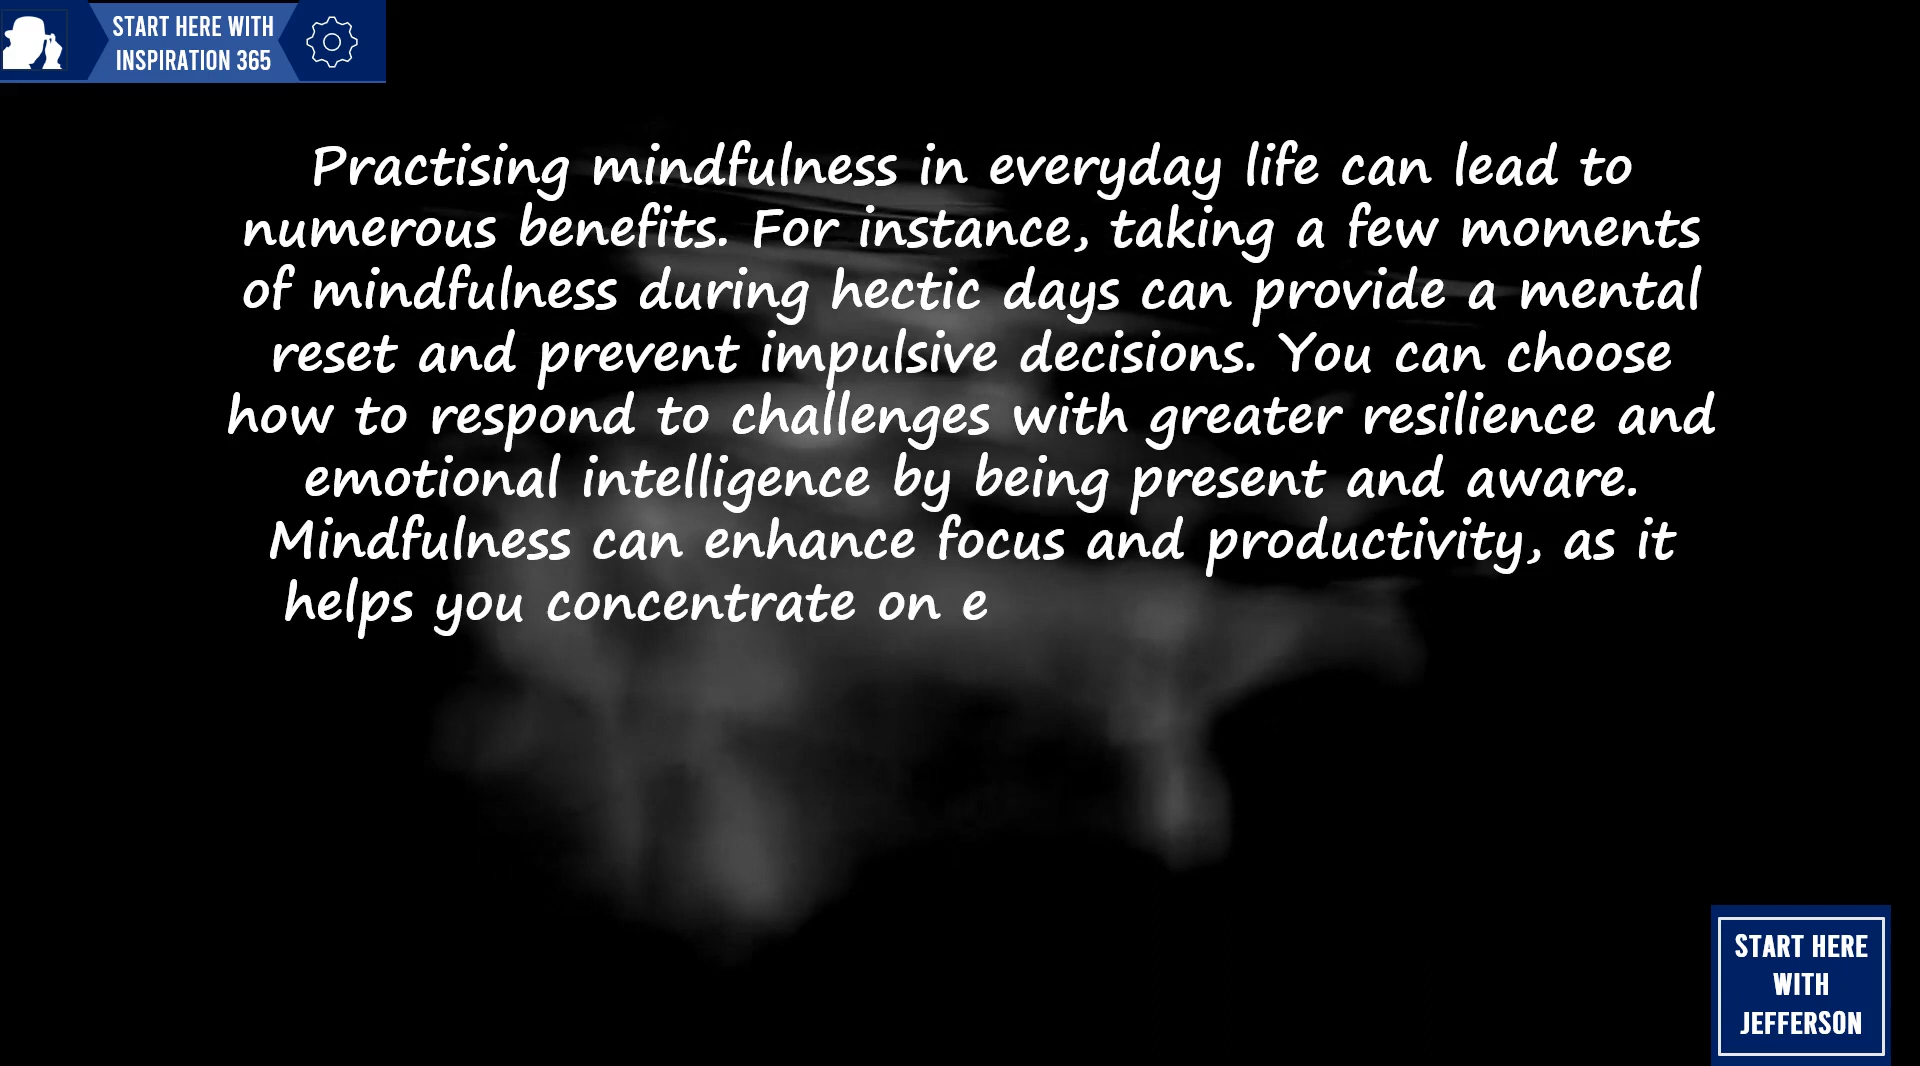 START HERE WITH
INSPIRATION 365
Practising mindfulness in everyday life can lead to
numerous benefits. For instance, taking a few moments
of mindfulness during hectic days can provide a mental
reset and prevent impulsive decisions. You can choose
how to respond to challenges with greater resilience and
emotional intelligence by being present and aware.
Mindfulness can enhance focus and productivity, as it
helps you concentrate on e
START HERE
WITH
JEFFERSON